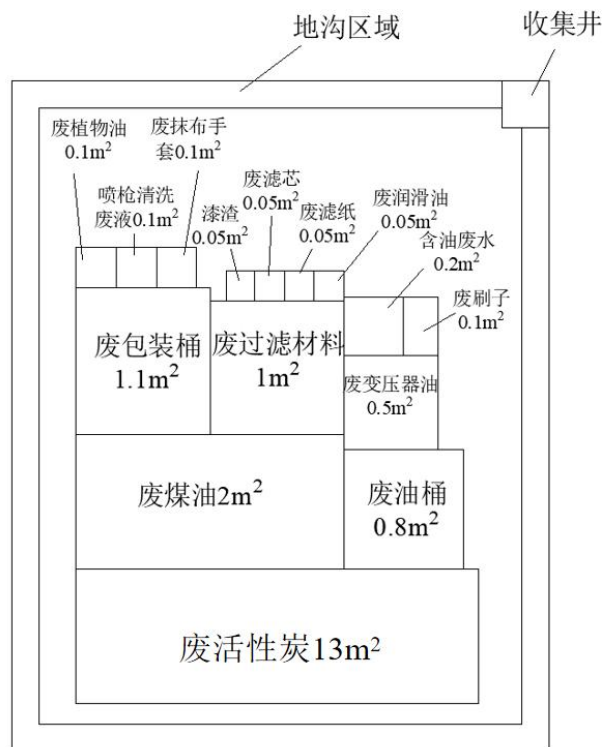 地沟区域
收集井
废植物油
0.1m²
废抹布手
套0.1m²
喷枪清洗
废液0.1m²
漆渣
0.05m²
废滤芯
0.05m²
废滤纸
0.05m²
废润滑油
0.05m²
含油废水
0.2m²
废刷子
0.1m²
废包装桶
1.1m²
废过滤材料
1m²
废变压器油
0.5m²
废煤油2m²
废油桶
0.8m²
废活性炭13m²